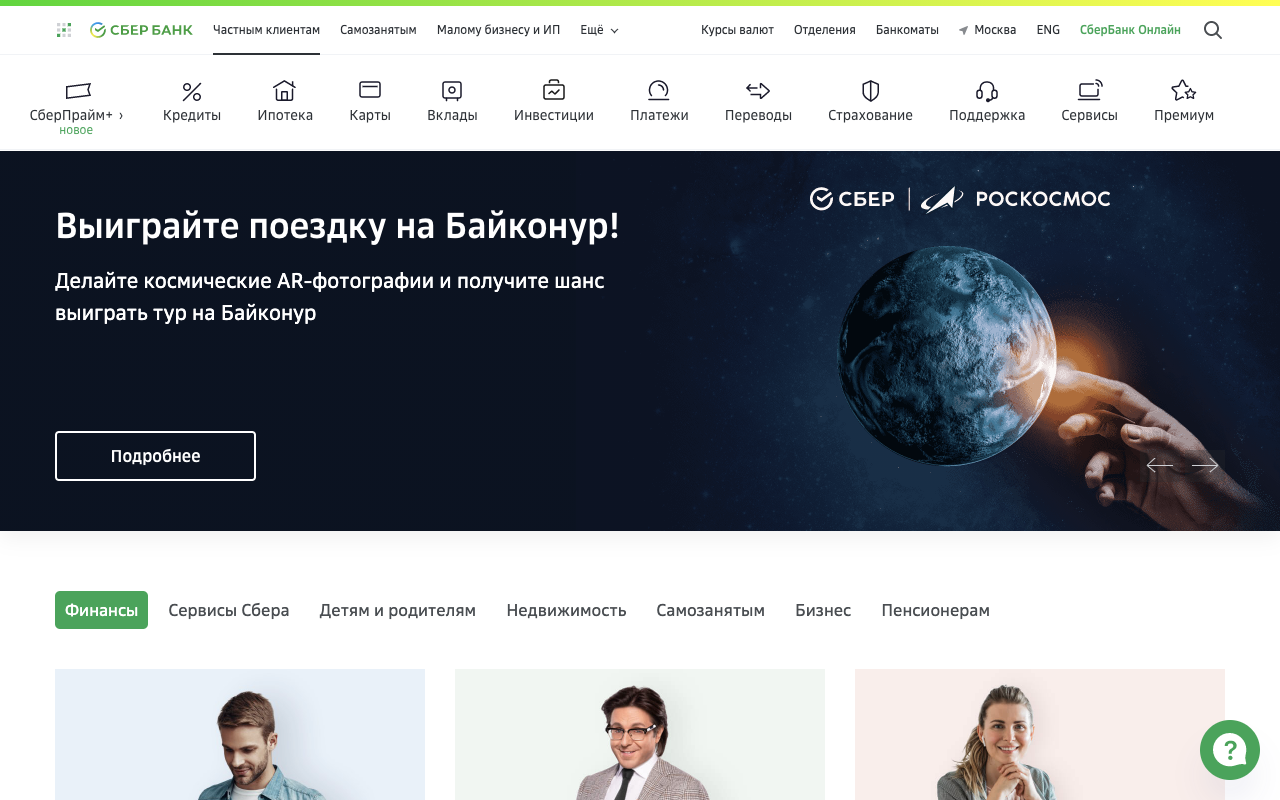 СБЕР БАНК
Частным клиентам
Самозанятым
Малому бизнесу и ИП
Ещё
Курсы валют
Отделения
Банкоматы
Москва
ENG
СберБанк Онлайн
СберПрайм+ ›
новое
Кредиты
Ипотека
Карты
Вклады
Инвестиции
Платежи
Переводы
Страхование
Поддержка
Сервисы
Премиум
СБЕР | РОСКОСМОС
Выиграйте поездку на Байконур!
Делайте космические AR-фотографии и получите шанс
выиграть тур на Байконур
Подробнее
Финансы
Сервисы Сбера
Детям и родителям
Недвижимость
Самозанятым
Бизнес
Пенсионерам
?